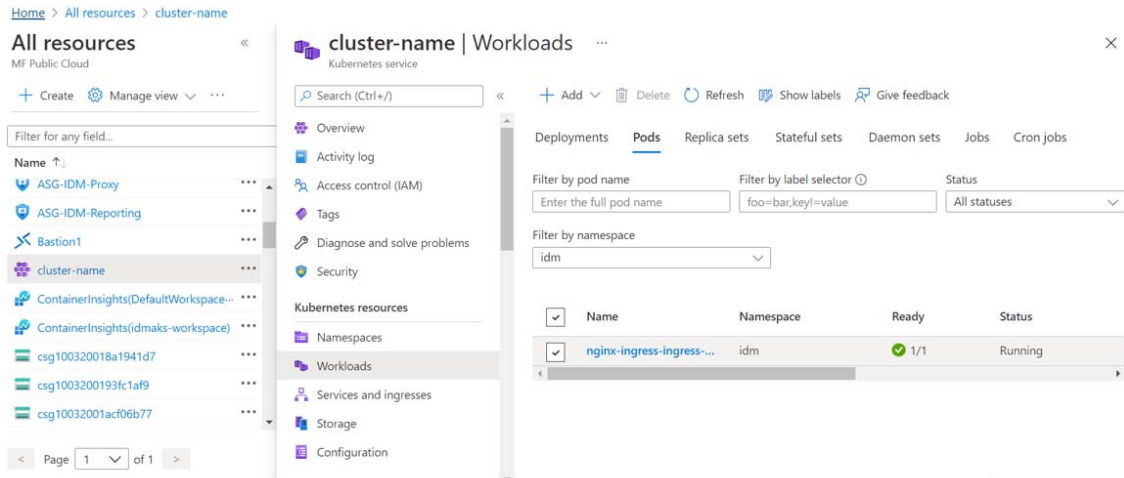 Home > All resources > cluster-name
All resources «
MF Public Cloud
+ Create Manage view ···
Filter for any field...
Name ↑↓
ASG-IDM-Proxy ···
ASG-IDM-Reporting ···
Bastion1 ···
cluster-name ···
ContainerInsights(DefaultWorkspace··· ···
ContainerInsights(idmaks-workspace) ···
csg100320018a1941d7 ···
csg1003200193fc1af9 ···
csg10032001acf06b77 ···
< Page 1 of 1 >
cluster-name | Workloads ···
Kubernetes service
Search (Ctrl+/) «
Overview
Activity log
Access control (IAM)
Tags
Diagnose and solve problems
Security
Kubernetes resources
Namespaces
Workloads
Services and ingresses
Storage
Configuration
+ Add Delete Refresh Show labels Give feedback
Deployments Pods Replica sets Stateful sets Daemon sets Jobs Cron jobs
Filter by pod name Filter by label selector Status
Enter the full pod name foo=bar,key!=value All statuses
Filter by namespace
idm
Name Namespace Ready Status
nginx-ingress-ingress-... idm 1/1 Running